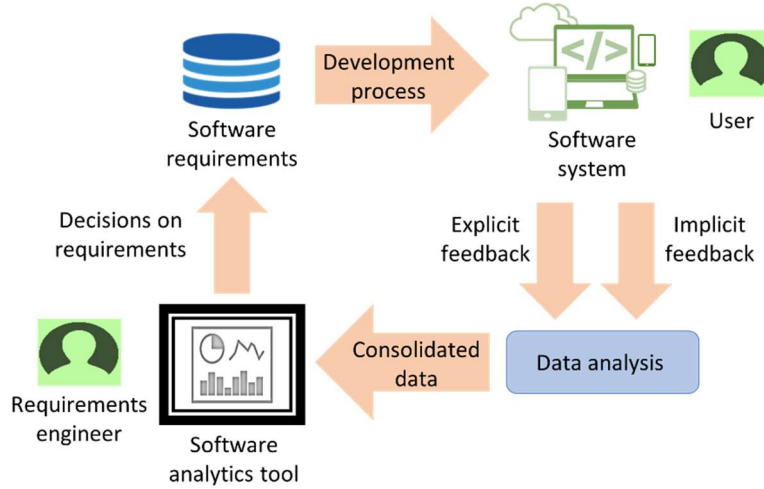 Software
requirements
Development
process
</>
Software
system
User
Decisions on
requirements
Explicit
feedback
Implicit
feedback
Requirements
engineer
Software
analytics tool
Consolidated
data
Data analysis